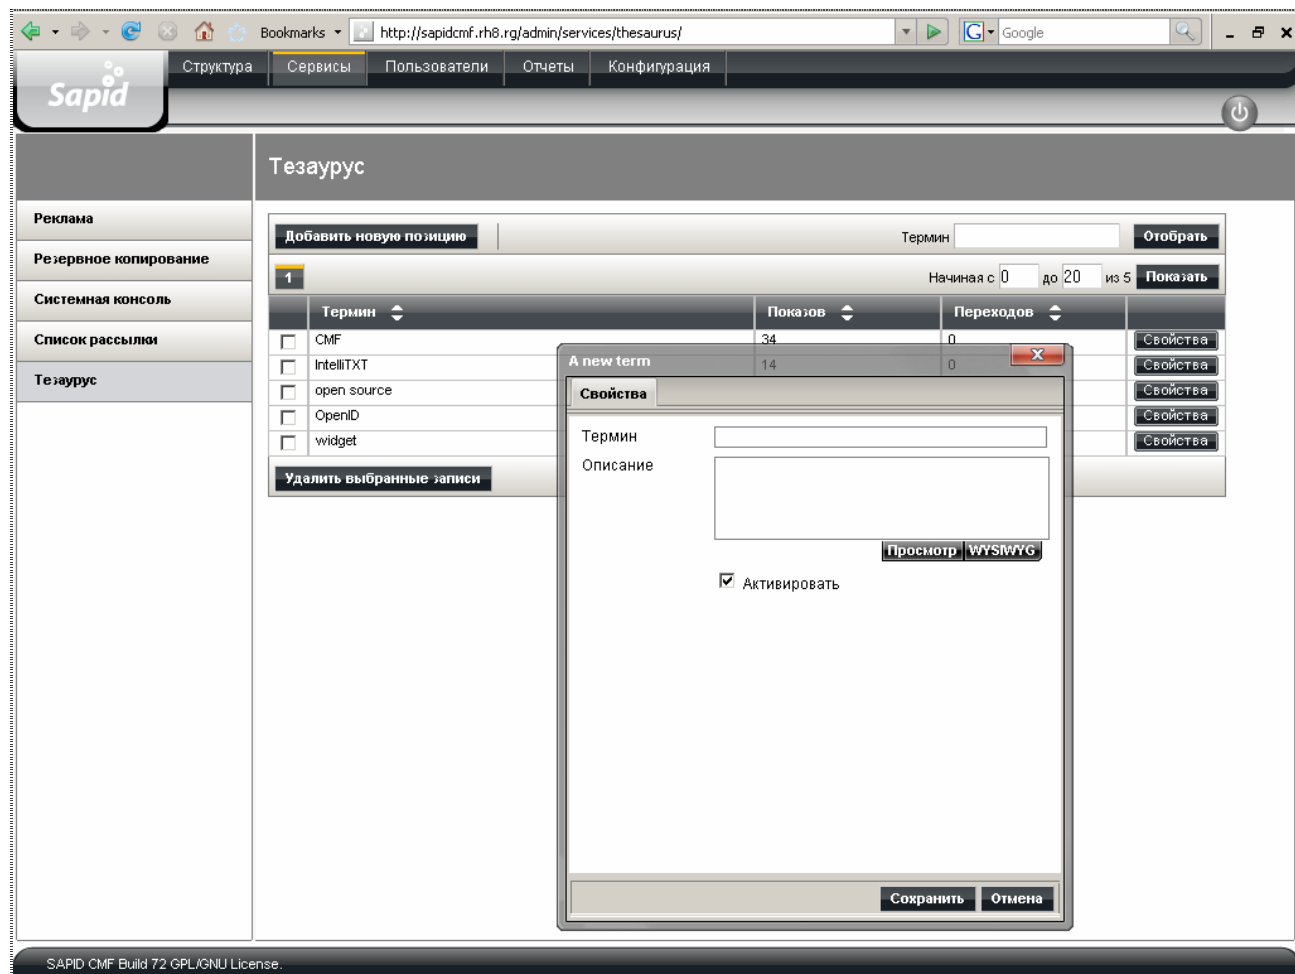 Bookmarks http://sapidcmf.rh8.rg/admin/services/thesaurus/ G Google
Sapid
Структура Сервисы Пользователи Отчеты Конфигурация
Тезаурус
Реклама
Резервное копирование
Системная консоль
Список рассылки
Тезаурус
Добавить новую позицию Термин Отобрать
1 Начиная с 0 до 20 из 5 Показать
Термин Показов Переходов
CMF 34 0 Свойства
IntelliTXT 14 0 Свойства
open source Свойства
OpenID Свойства
widget Свойства
Удалить выбранные записи
A new term
Свойства
Термин
Описание
Просмотр WYSIWYG
Активировать
Сохранить Отмена
SAPID CMF Build 72 GPL/GNU License.